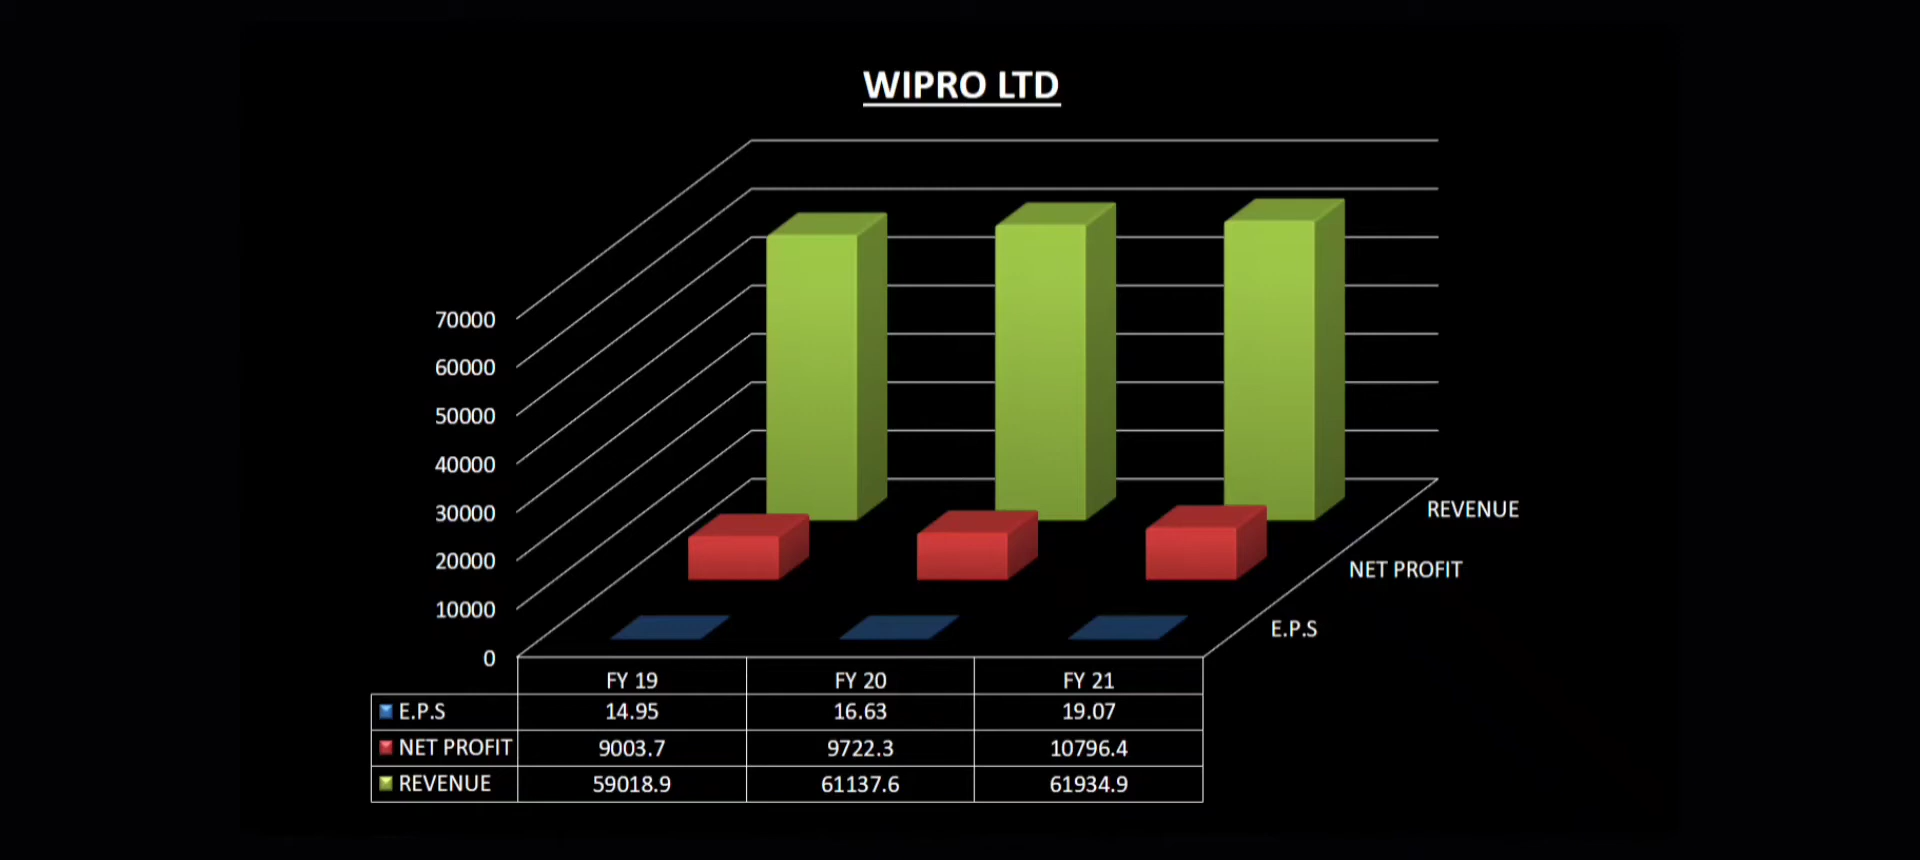 WIPRO LTD
70000
60000
50000
40000
30000
20000
10000
0
REVENUE
NET PROFIT
E.P.S
FY 19 FY 20 FY 21
E.P.S 14.95 16.63 19.07
NET PROFIT 9003.7 9722.3 10796.4
REVENUE 59018.9 61137.6 61934.9